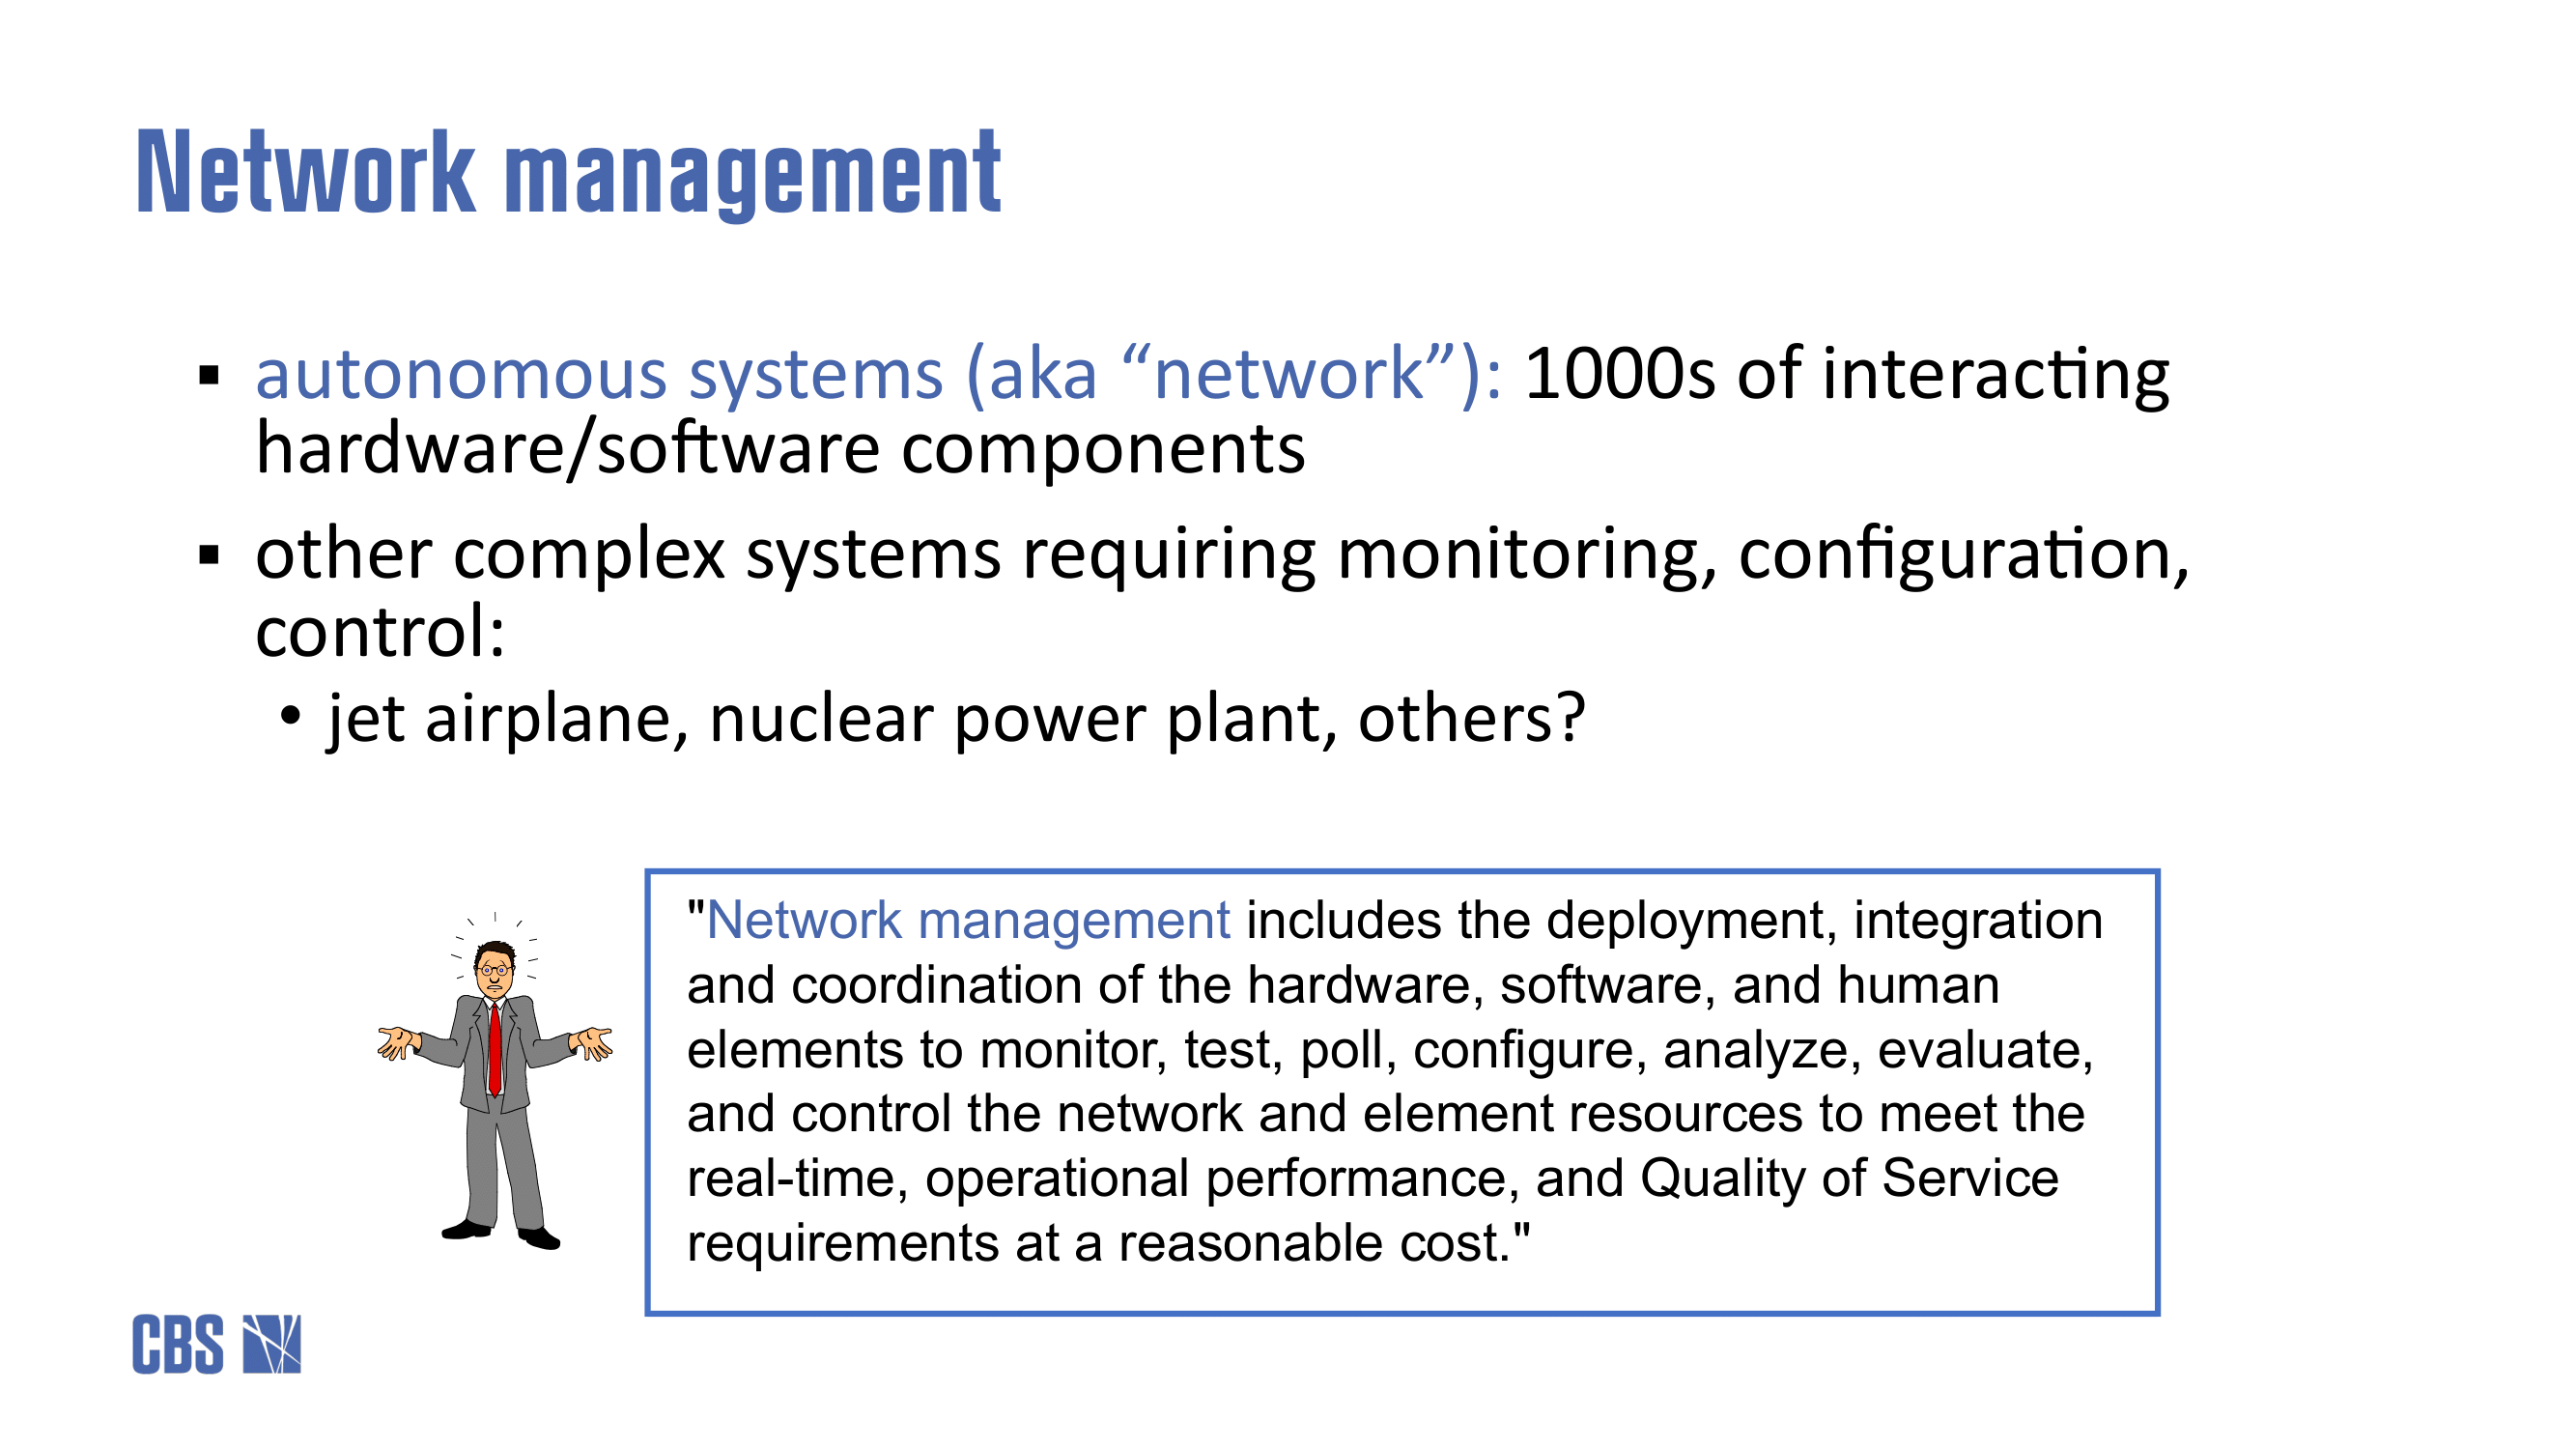 Network management
▪ autonomous systems (aka “network”): 1000s of interacting
hardware/software components
▪ other complex systems requiring monitoring, configuration,
control:
• jet airplane, nuclear power plant, others?
"Network management includes the deployment, integration
and coordination of the hardware, software, and human
elements to monitor, test, poll, configure, analyze, evaluate,
and control the network and element resources to meet the
real-time, operational performance, and Quality of Service
requirements at a reasonable cost."
CBS